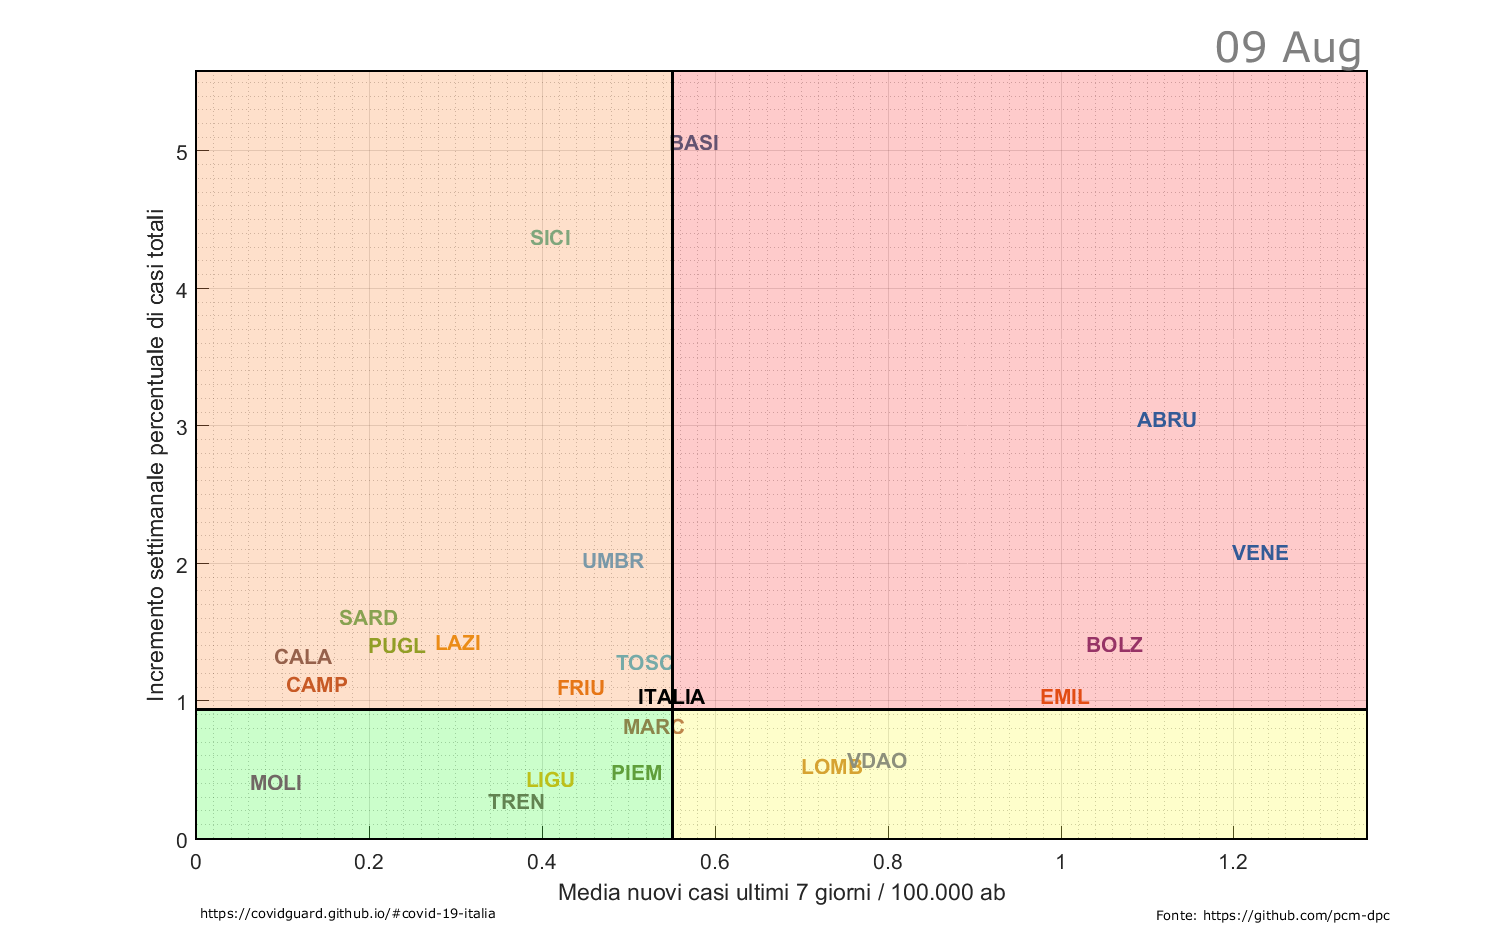 09 Aug
Incremento settimanale percentuale di casi totali
5
4
3
2
1
0
BASI
SICI
ABRU
UMBR
VENE
SARD
PUGL
LAZI
BOLZ
CALA
TOSC
CAMP
FRIU
ITALIA
EMIL
MARC
MOLI
LIGU
PIEM
LOMB
VDAO
TREN
0 0.2 0.4 0.6 0.8 1 1.2
Media nuovi casi ultimi 7 giorni / 100.000 ab
https://covidguard.github.io/#covid-19-italia
Fonte: https://github.com/pcm-dpc